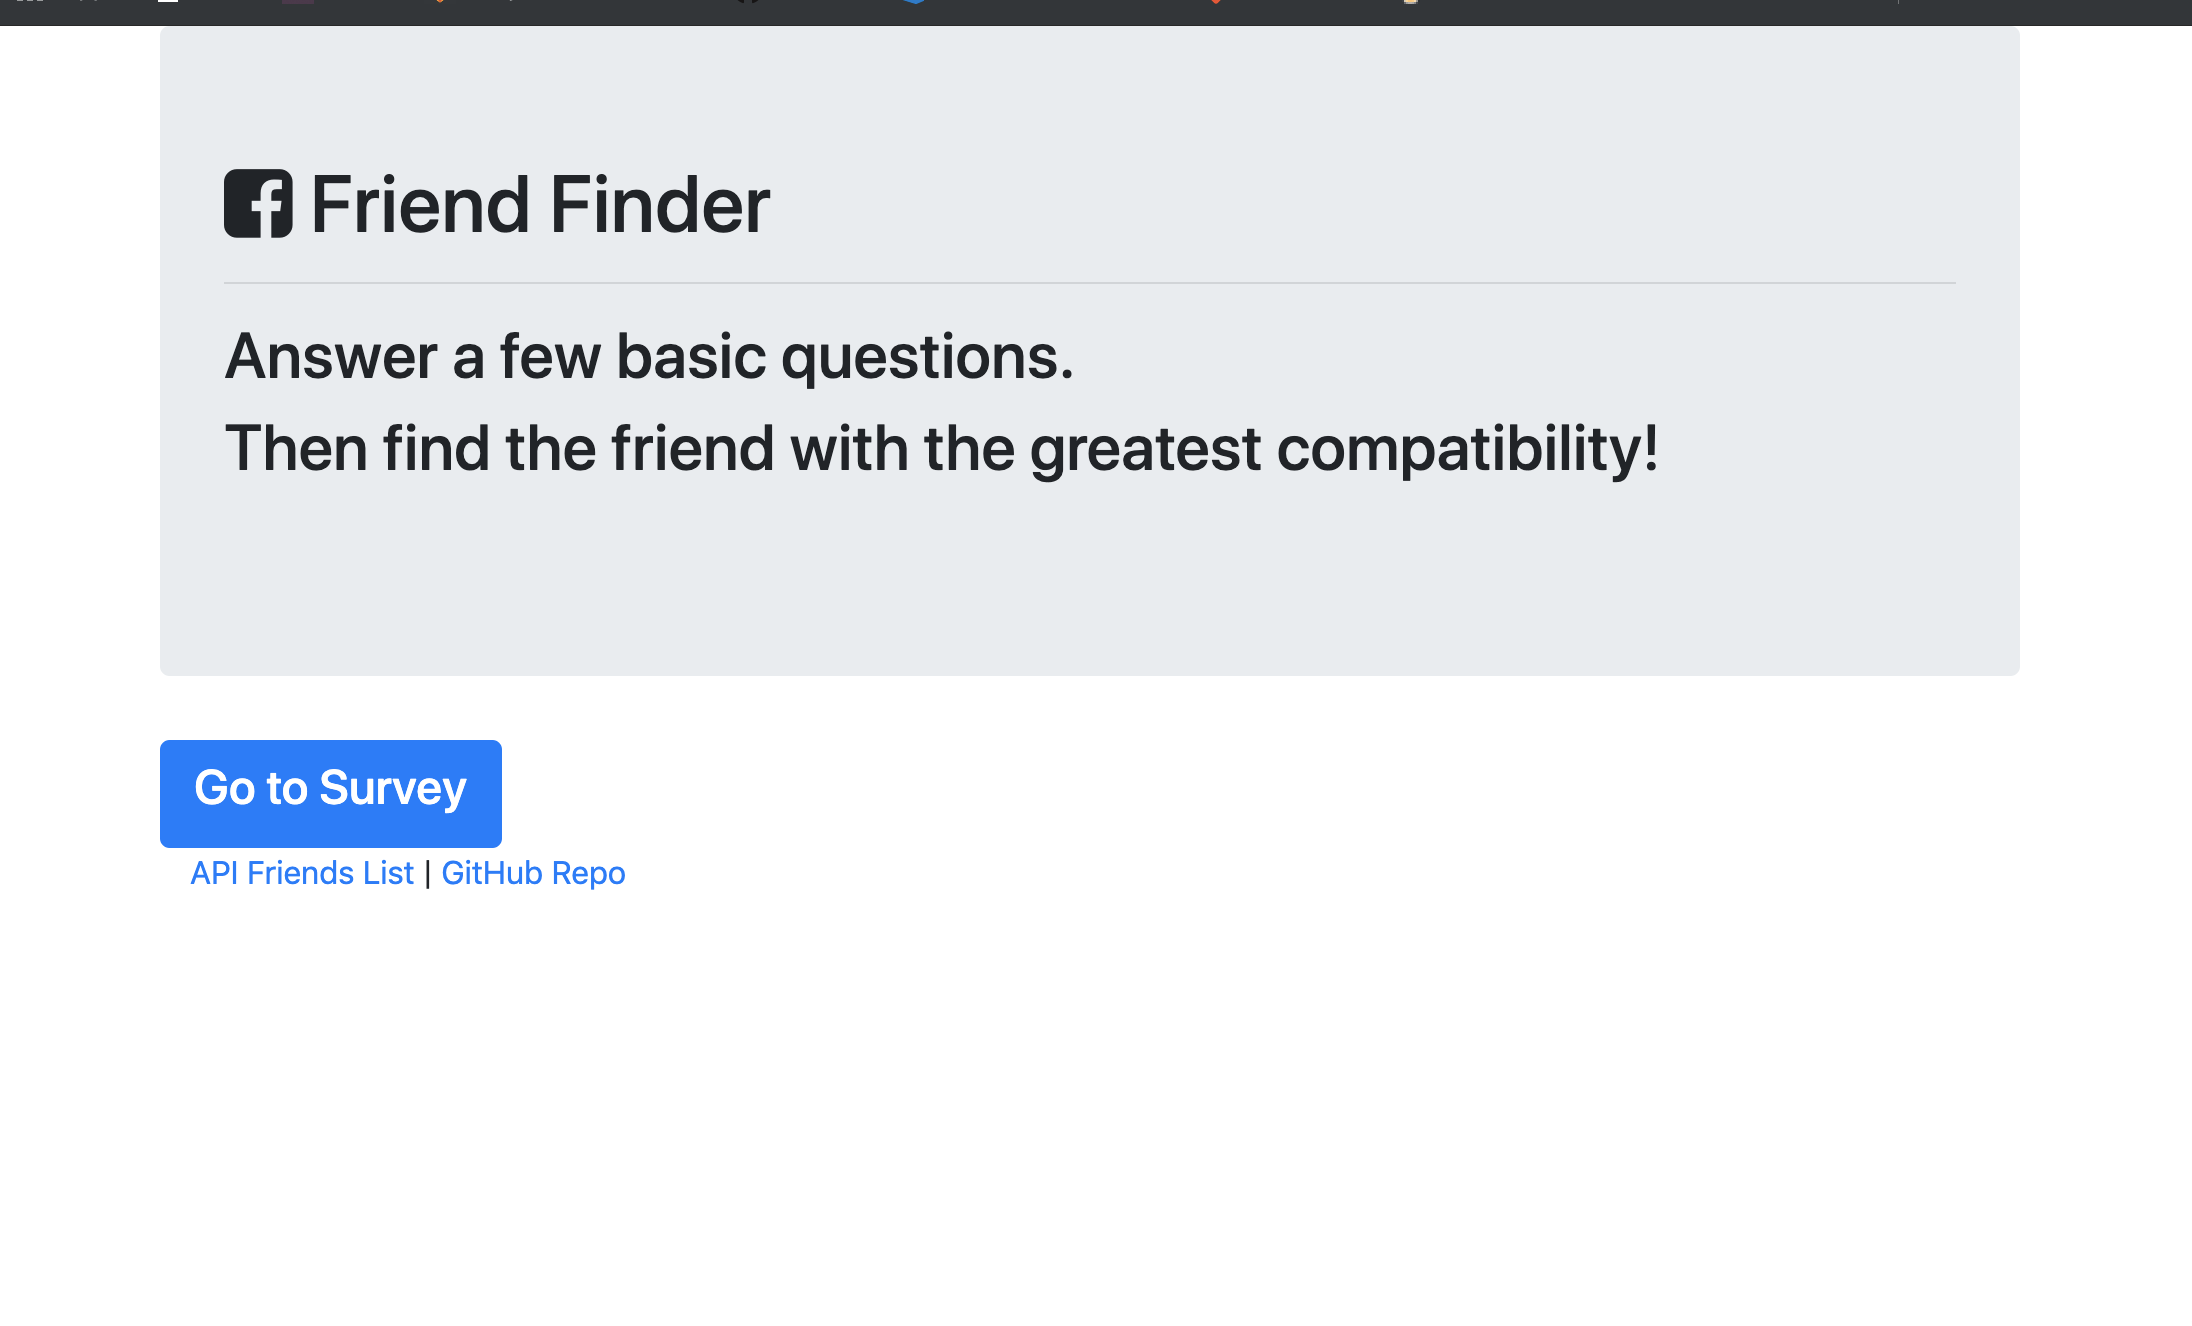 Friend Finder
Answer a few basic questions.
Then find the friend with the greatest compatibility!
Go to Survey
API Friends List | GitHub Repo